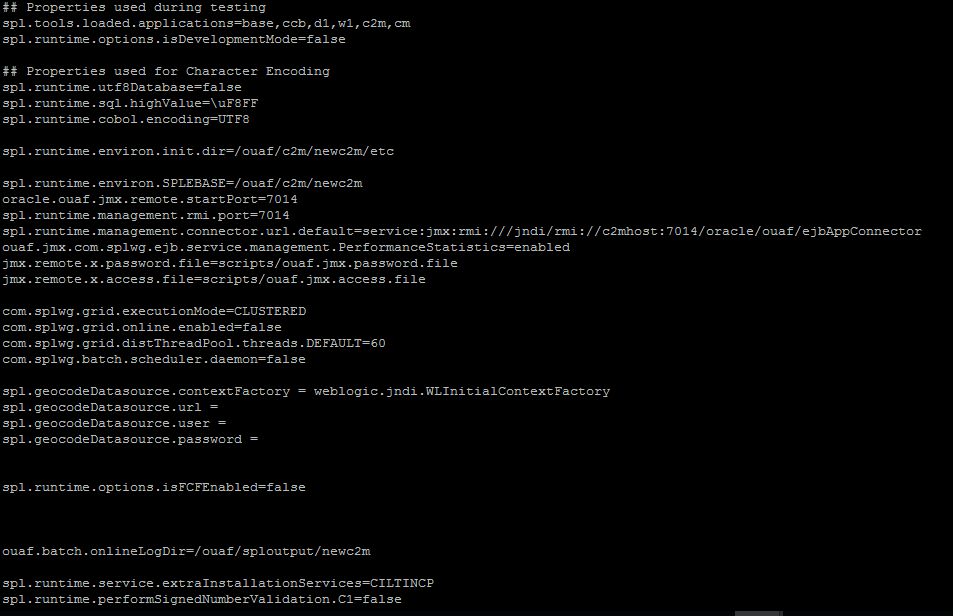 ## Properties used during testing
spl.tools.loaded.applications=base,ccb,d1,w1,c2m,cm
spl.runtime.options.isDevelopmentMode=false
## Properties used for Character Encoding
spl.runtime.utf8Database=false
spl.runtime.sql.highValue=\uF8FF
spl.runtime.cobol.encoding=UTF8
spl.runtime.environ.init.dir=/ouaf/c2m/newc2m/etc
spl.runtime.environ.SPLEBASE=/ouaf/c2m/newc2m
oracle.ouaf.jmx.remote.startPort=7014
spl.runtime.management.rmi.port=7014
spl.runtime.management.connector.url.default=service:jmx:rmi:///jndi/rmi://c2mhost:7014/oracle/ouaf/ejbAppConnector
ouaf.jmx.com.splwg.ejb.service.management.PerformanceStatistics=enabled
jmx.remote.x.password.file=scripts/ouaf.jmx.password.file
jmx.remote.x.access.file=scripts/ouaf.jmx.access.file
com.splwg.grid.executionMode=CLUSTERED
com.splwg.grid.online.enabled=false
com.splwg.grid.distThreadPool.threads.DEFAULT=60
com.splwg.batch.scheduler.daemon=false
spl.geocodeDatasource.contextFactory = weblogic.jndi.WLInitialContextFactory
spl.geocodeDatasource.url =
spl.geocodeDatasource.user =
spl.geocodeDatasource.password =
spl.runtime.options.isFCFEnabled=false
ouaf.batch.onlineLogDir=/ouaf/sploutput/newc2m
spl.runtime.service.extraInstallationServices=CILTINCP
spl.runtime.performSignedNumberValidation.C1=false